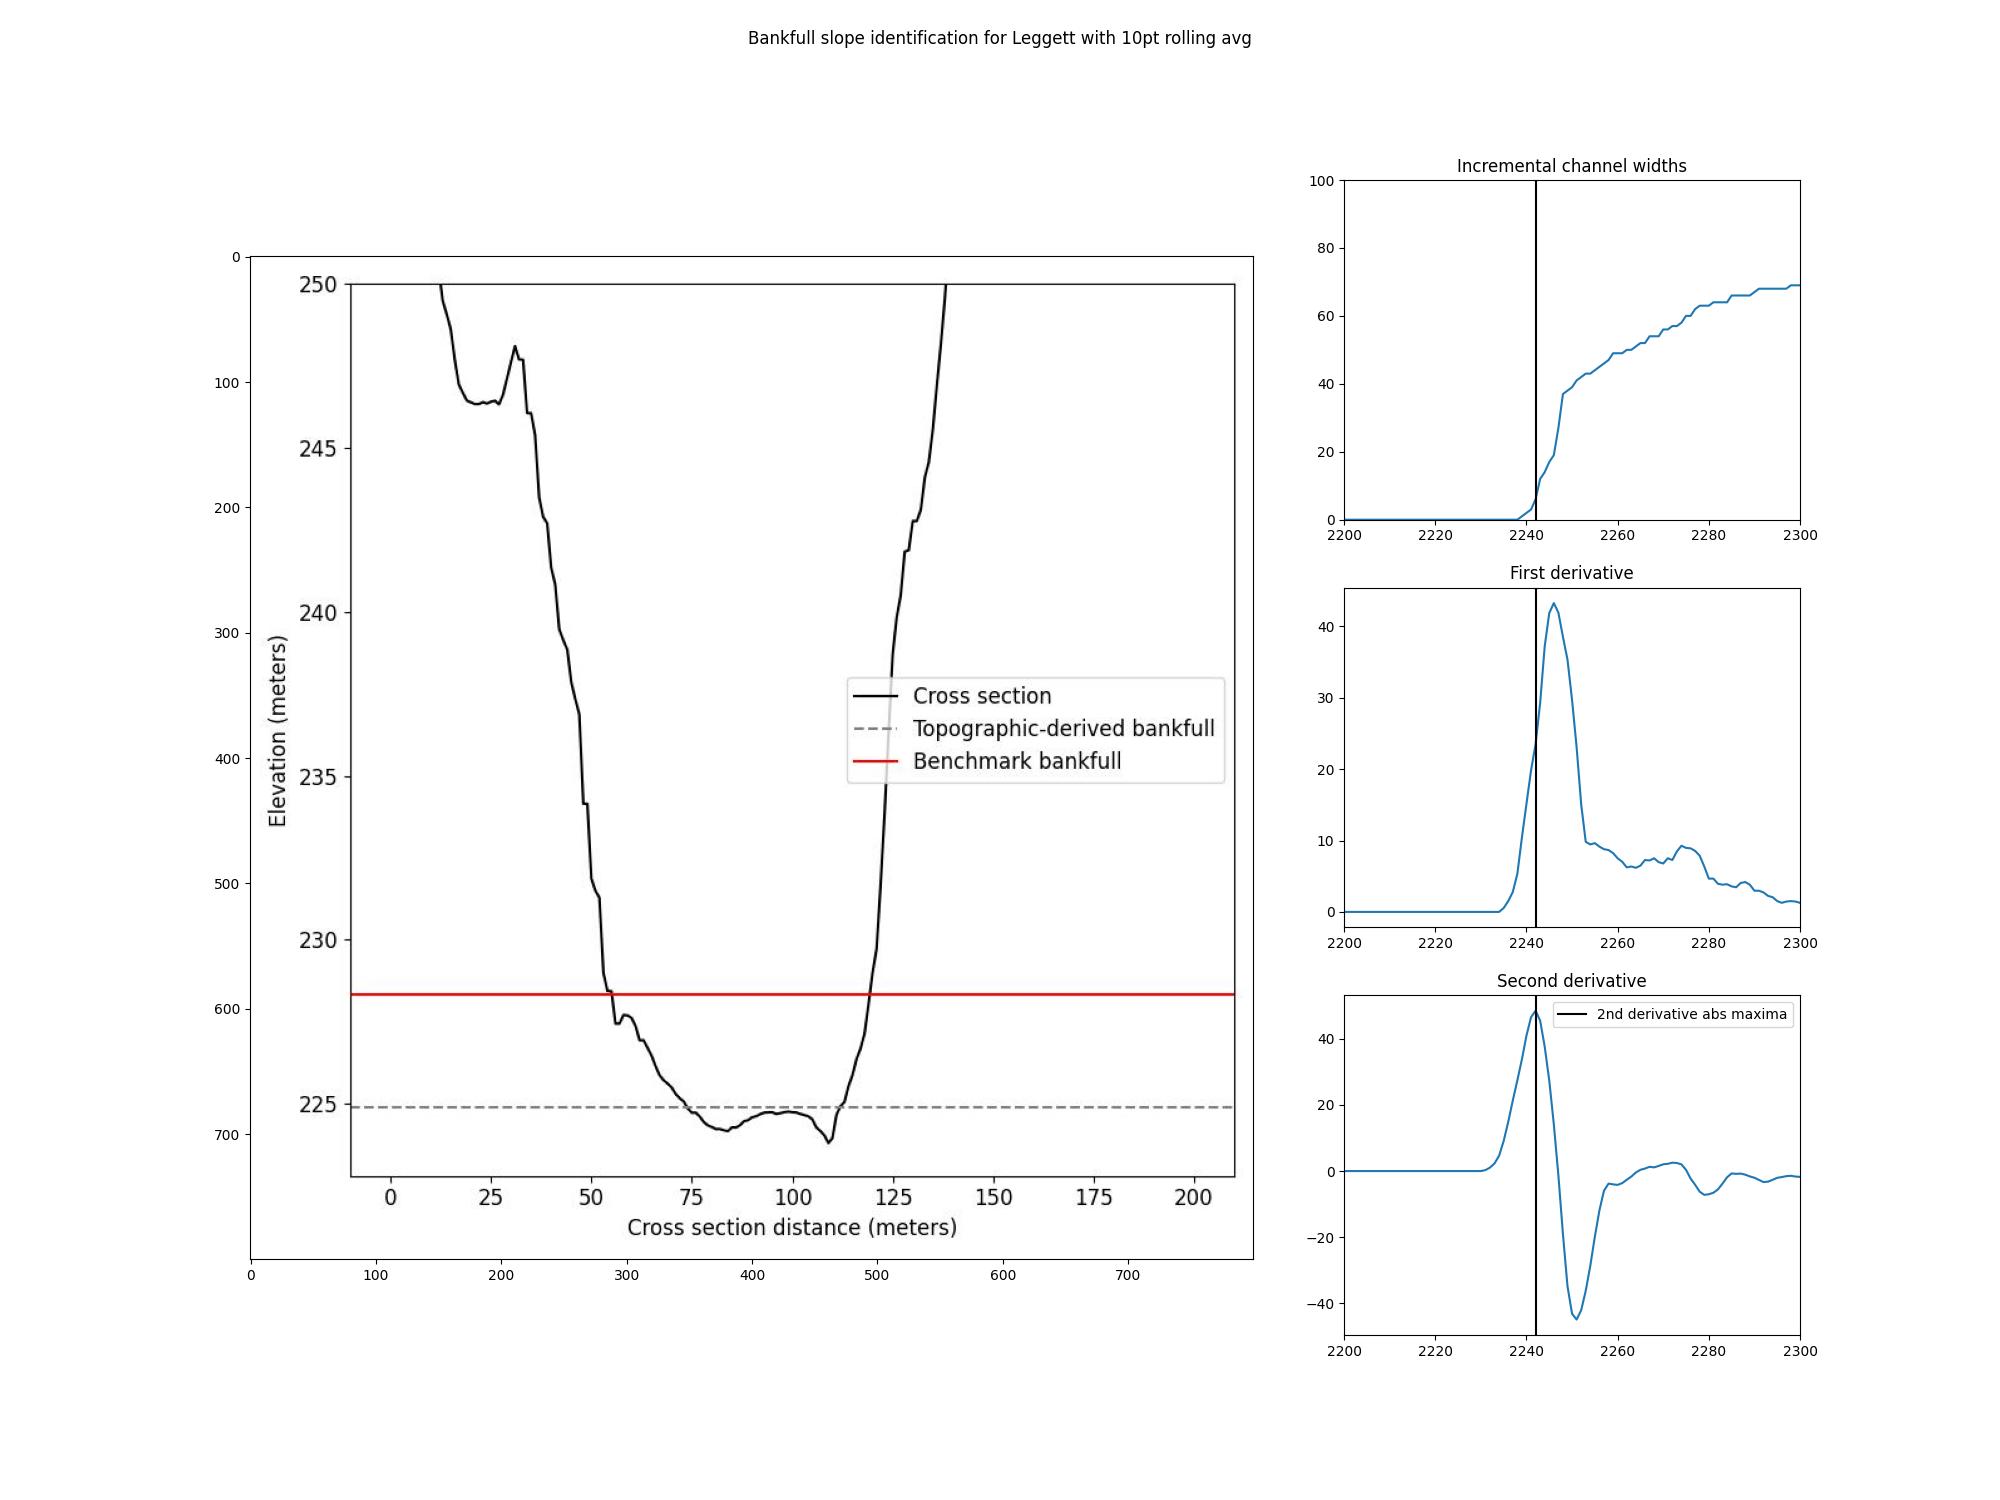 Bankfull slope identification for Leggett with 10pt rolling avg
0
100
200
300
400
500
600
700
250
245
240
235
230
225
Elevation (meters)
Cross section
Topographic-derived bankfull
Benchmark bankfull
0 25 50 75 100 125 150 175 200
Cross section distance (meters)
0 100 200 300 400 500 600 700
Incremental channel widths
100
80
60
40
20
0
2200 2220 2240 2260 2280 2300
First derivative
40
30
20
10
0
2200 2220 2240 2260 2280 2300
Second derivative
2nd derivative abs maxima
40
20
0
−20
−40
2200 2220 2240 2260 2280 2300